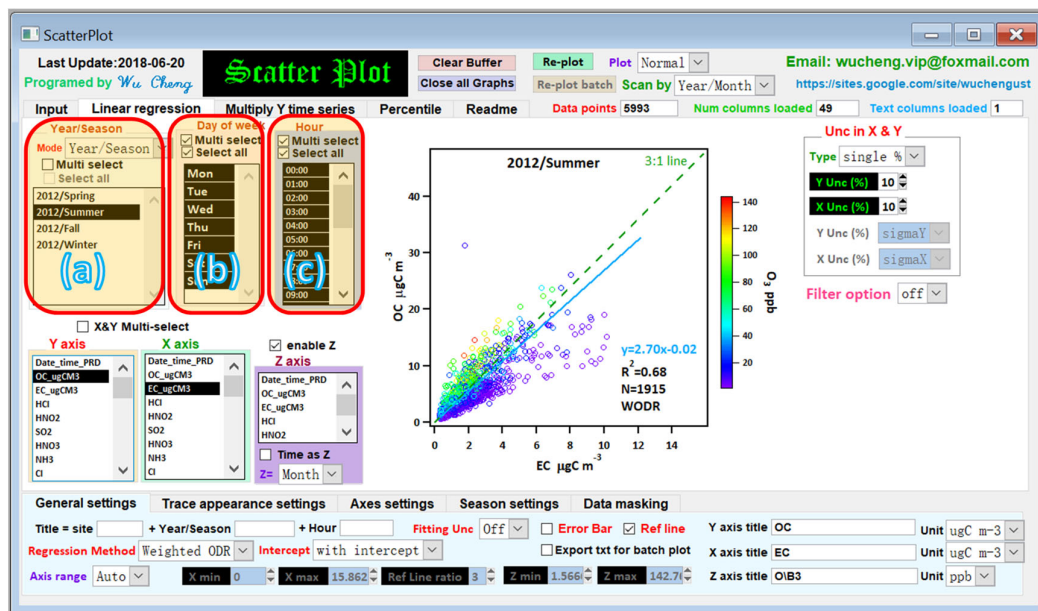 ScatterPlot
Last Update:2018-06-20
Programed by Wu Cheng
Scatter Plot
Clear Buffer
Close all Graphs
Re-plot
Plot Normal
Re-plot batch
Scan by Year/Month
Email: wucheng.vip@foxmail.com
https://sites.google.com/site/wuchengust
Input Linear regression Multiply Y time series Percentile Readme
Data points 5993 Num columns loaded 49 Text columns loaded 1
Year/Season
Mode Year/Season
Multi select
Select all
2012/Spring
2012/Summer
2012/Fall
2012/Winter
(a)
Day of week
Multi select
Select all
Mon
Tue
Wed
Thu
Fri
(b)
Hour
Multi select
Select all
00:00
01:00
02:00
03:00
04:00
05:00
(c)
09:00
X&Y Multi-select
Y axis
Date_time_PRD
OC_ugCM3
EC_ugCM3
HCl
HNO2
SO2
HNO3
NH3
Cl
X axis
Date_time_PRD
OC_ugCM3
EC_ugCM3
HCl
HNO2
SO2
HNO3
NH3
Cl
enable Z
Z axis
Date_time_PRD
OC_ugCM3
EC_ugCM3
HCl
HNO2
Time as Z
Z= Month
2012/Summer
3:1 line
OC μgC m-3
40
30
20
10
0
0 2 4 6 8 10 12 14
EC μgC m-3
y=2.70x-0.02
R2=0.68
N=1915
WODR
140
120
100
80
60
40
20
O3 ppb
Unc in X & Y
Type single %
Y Unc (%) 10
X Unc (%) 10
Y Unc (%) sigmaY
X Unc (%) sigmaX
Filter option off
General settings Trace appearance settings Axes settings Season settings Data masking
Title = site + Year/Season + Hour Fitting Unc Off Error Bar Ref line
Regression Method Weighted ODR Intercept with intercept Export txt for batch plot
Axis range Auto X min 0 X max 15.862 Ref Line ratio 3 Z min 1.566 Z max
Y axis title OC Unit ugC m-3
X axis title EC Unit ugC m-3
Z axis title O\B3 Unit ppb